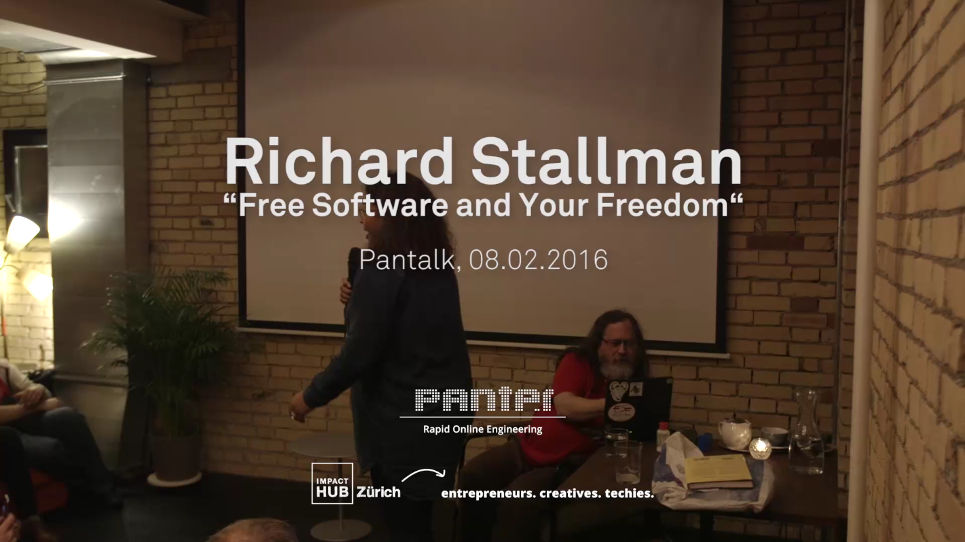 Richard Stallman
“Free Software and Your Freedom“
Pantalk, 08.02.2016
panter
Rapid Online Engineering
IMPACT
HUB Zürich
entrepreneurs. creatives. techies.